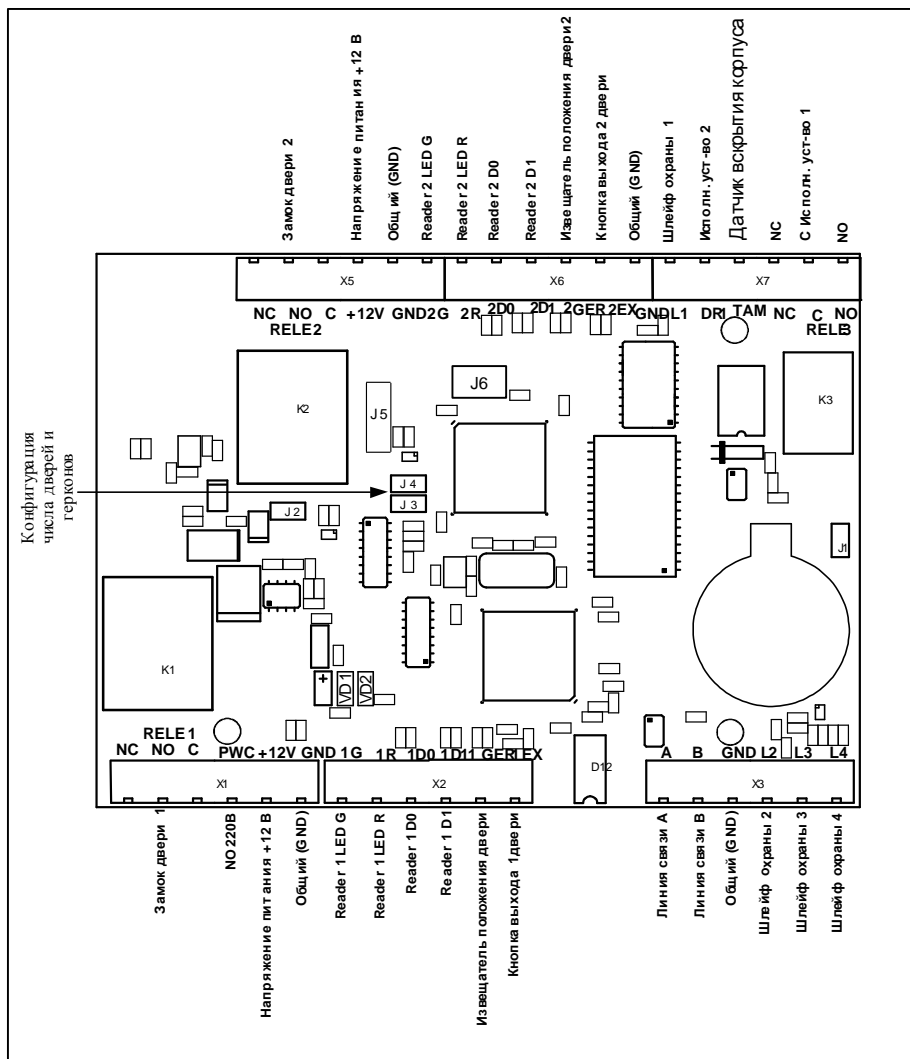 Замок двери 2
Напряжение питания +12 В
Общий (GND)
Reader 2 LED G
Reader 2 LED R
Reader 2 D0
Reader 2 D1
Извещатель положения двери2
Кнопка выхода 2 двери
Общий (GND)
Шлейф охраны 1
Исполн. уст-во 2
Датчик вскрытия корпуса
NC
C Исполн. уст-во 1
NO
X5
X6
X7
NC NO C +12V GND2G 2R 2D0 2D1 2GER 2EX GNDL1 DR1 TAM NC C NO
RELE2
RELE3
K2
J5
J6
K3
Конфигурация
числа дверей и
герконов
J4
J3
J2
J1
K1
+
VD1
VD2
RELE1
NC NO C PWC +12V GND 1G 1R 1D0 1D1 1GER 1EX
A B GND L2 L3 L4
D12
X1
X2
X3
Замок двери 1
NO220В
Напряжение питания +12 В
Общий (GND)
Reader 1 LED G
Reader 1 LED R
Reader 1 D0
Reader 1 D1
Извещатель положения двери
Кнопка выхода 1двери
Линия связи А
Линия связи В
Общий (GND)
Шлейф охраны 2
Шлейф охраны 3
Шлейф охраны 4